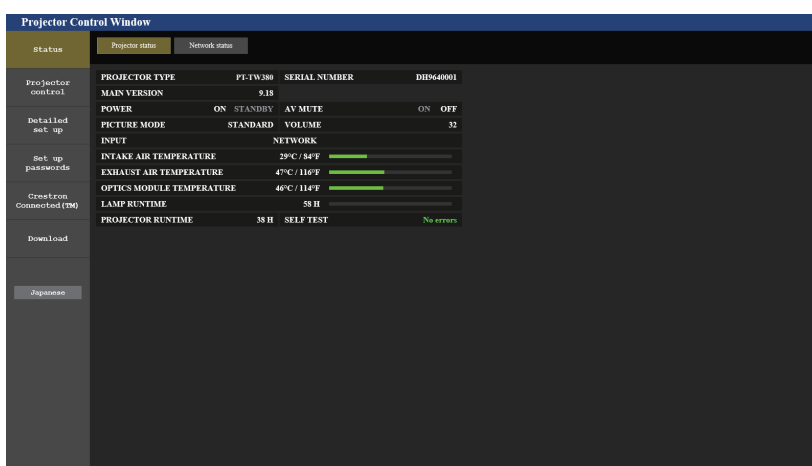 Projector Control Window
Status
Projector status Network status
Projector control
Detailed set up
Set up passwords
Crestron Connected(TM)
Download
Japanese
PROJECTOR TYPE PT-TW380 SERIAL NUMBER DH9640001
MAIN VERSION 9.18
POWER ON STANDBY AV MUTE ON OFF
PICTURE MODE STANDARD VOLUME 32
INPUT NETWORK
INTAKE AIR TEMPERATURE 29°C / 84°F
EXHAUST AIR TEMPERATURE 47°C / 116°F
OPTICS MODULE TEMPERATURE 46°C / 114°F
LAMP RUNTIME 58 H
PROJECTOR RUNTIME 38 H SELF TEST No errors